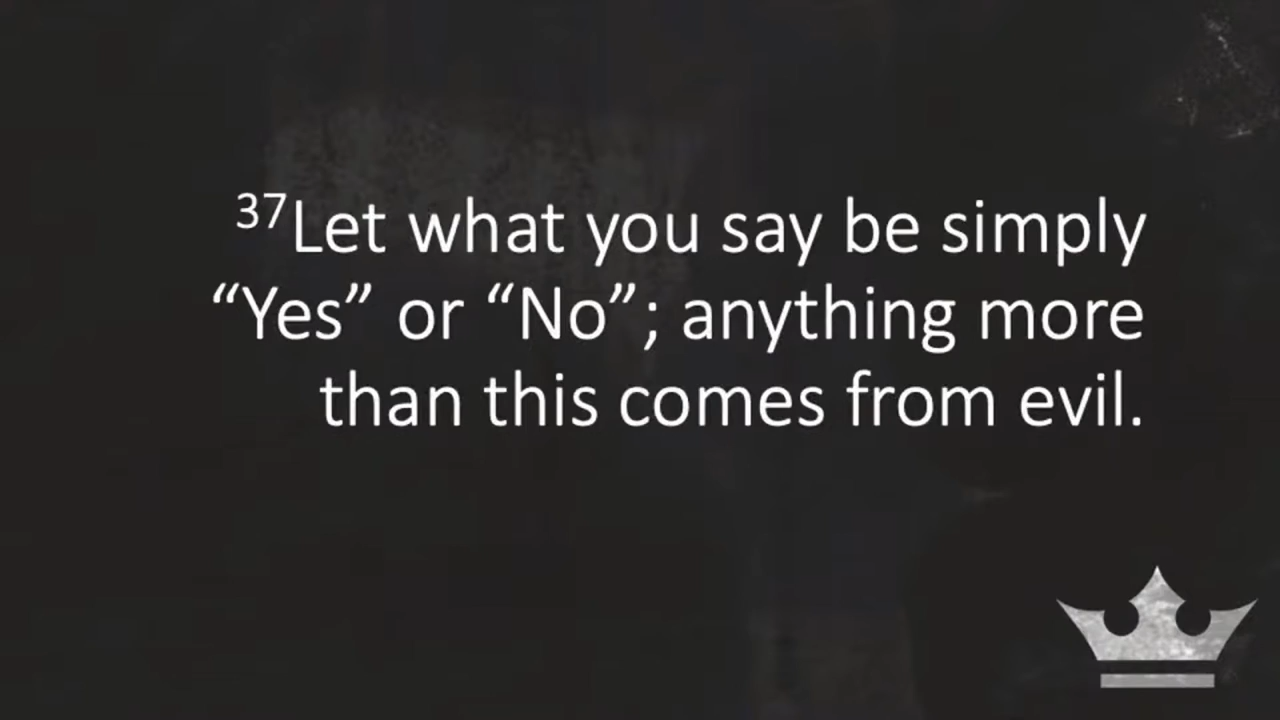 37Let what you say be simply
“Yes” or “No”; anything more
than this comes from evil.